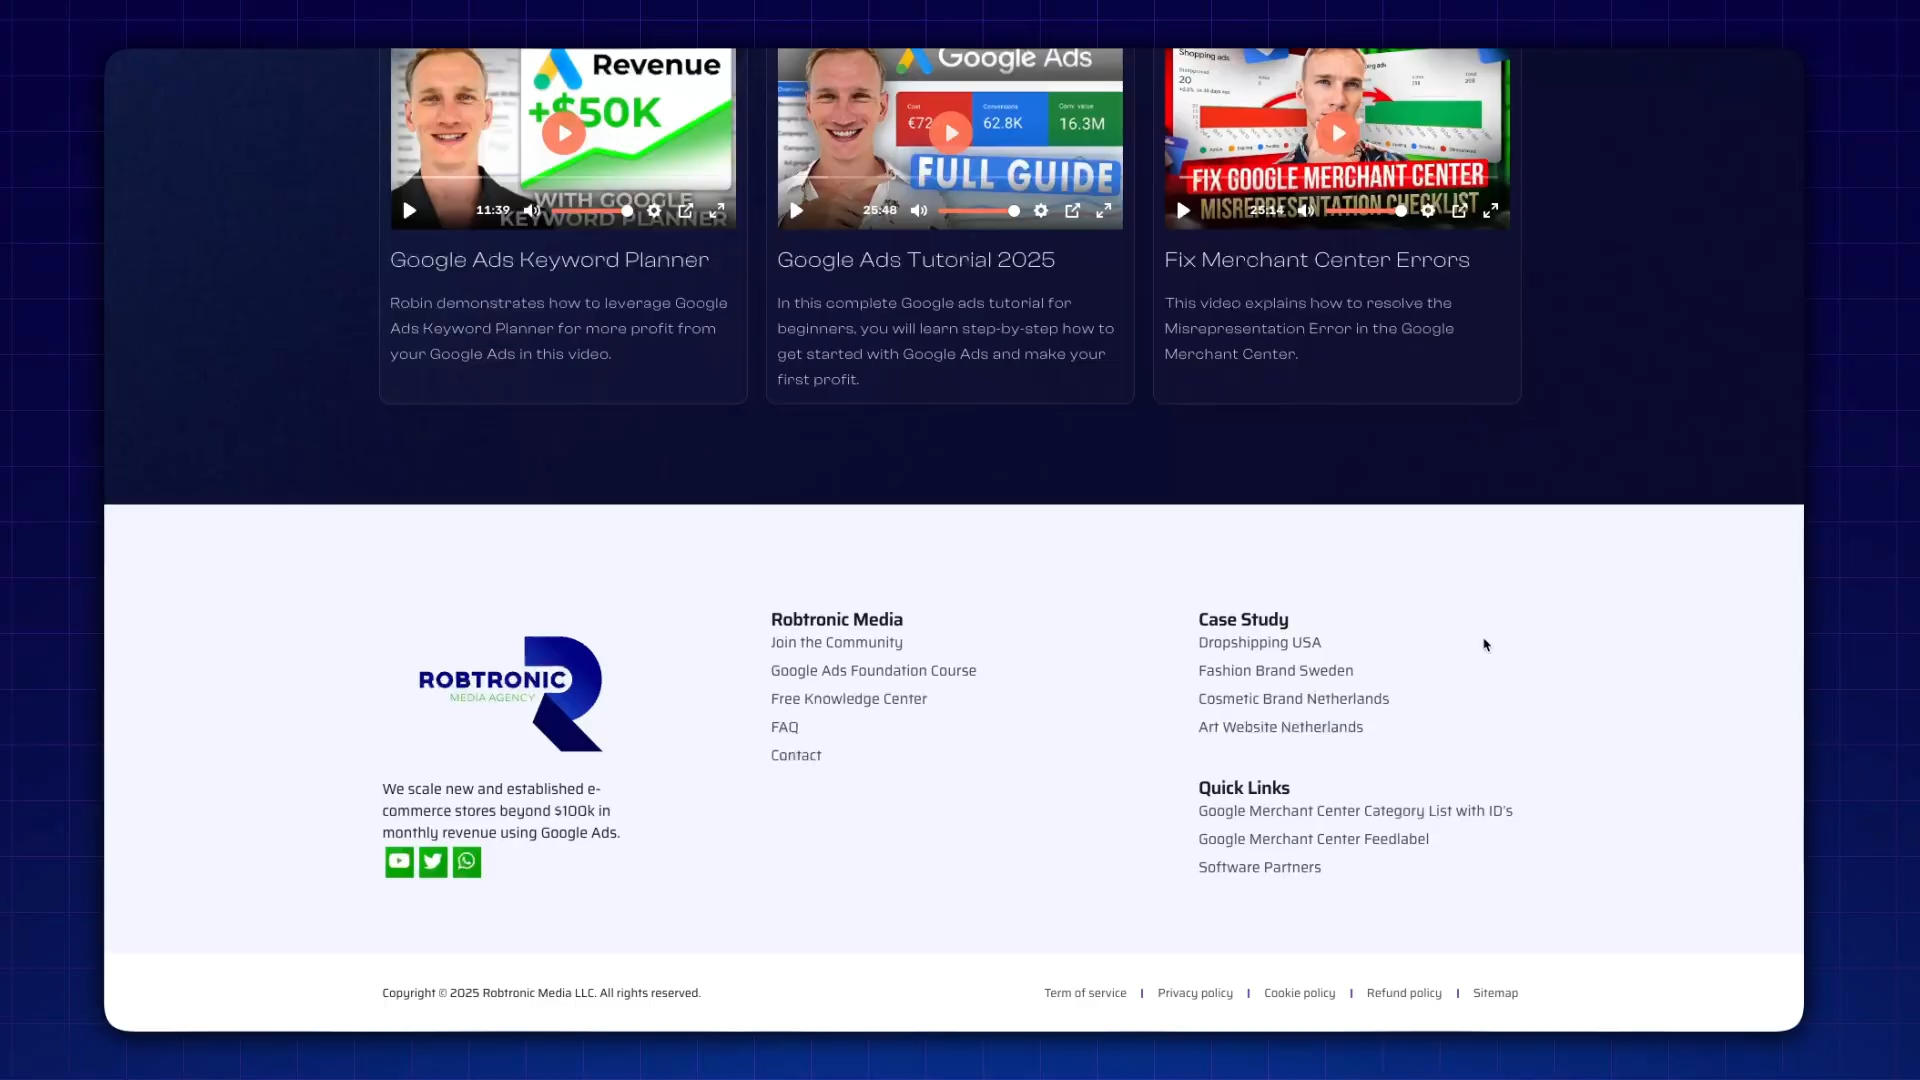 Revenue
+$50K
WITH GOOGLE
KEYWORD PLANNER
11:39
Google Ads Keyword Planner
Robin demonstrates how to leverage Google
Ads Keyword Planner for more profit from
your Google Ads in this video.
Google Ads
Cost
€72
Conversions
62.8K
Conv. value
16.3M
FULL GUIDE
25:48
Google Ads Tutorial 2025
In this complete Google ads tutorial for
beginners, you will learn step-by-step how to
get started with Google Ads and make your
first profit.
Shopping ads
20
FIX GOOGLE MERCHANT CENTER
MISREPRESENTATION CHECKLIST
25:14
Fix Merchant Center Errors
This video explains how to resolve the
Misrepresentation Error in the Google
Merchant Center.
ROBTRONIC
MEDIA AGENCY
We scale new and established e-
commerce stores beyond $100k in
monthly revenue using Google Ads.
Robtronic Media
Join the Community
Google Ads Foundation Course
Free Knowledge Center
FAQ
Contact
Case Study
Dropshipping USA
Fashion Brand Sweden
Cosmetic Brand Netherlands
Art Website Netherlands
Quick Links
Google Merchant Center Category List with ID's
Google Merchant Center Feedlabel
Software Partners
Copyright © 2025 Robtronic Media LLC. All rights reserved.
Term of service | Privacy policy | Cookie policy | Refund policy | Sitemap